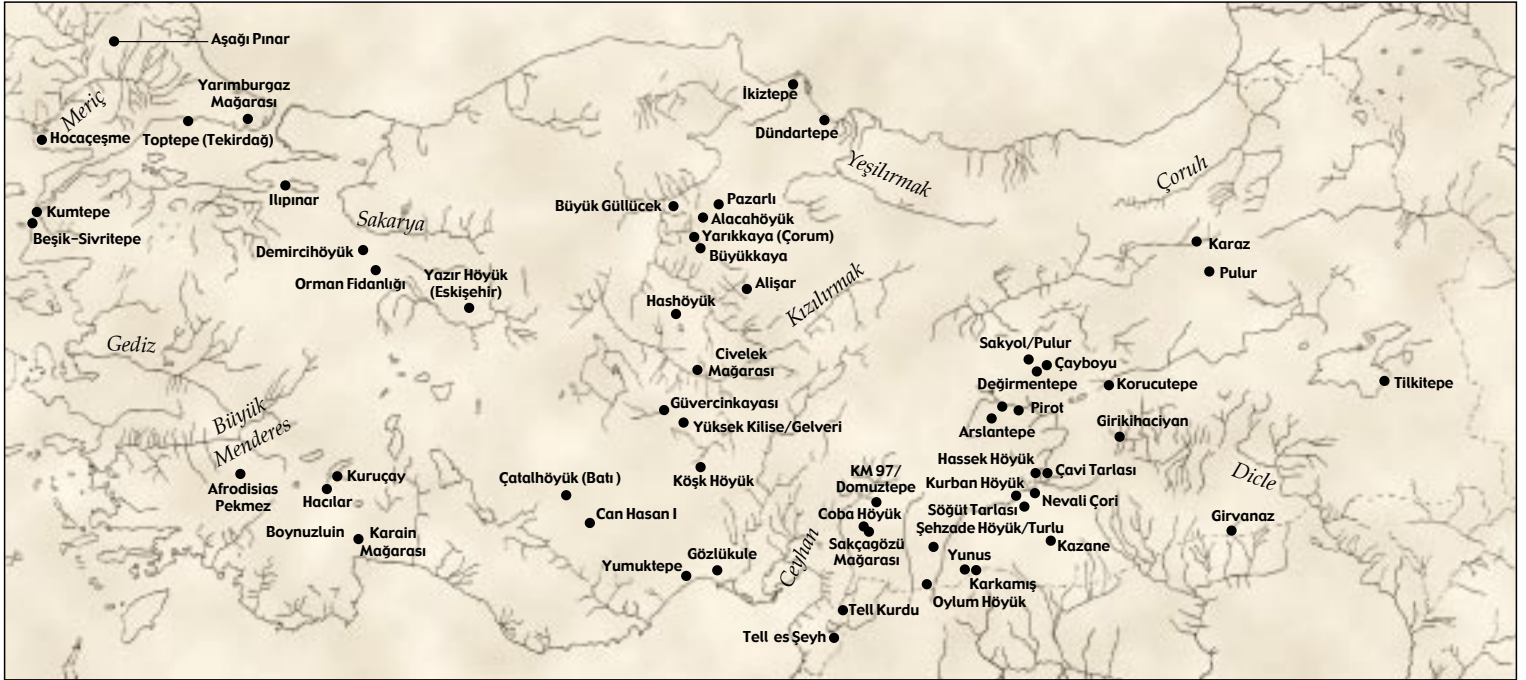 Aşağı Pınar
Yarımburgaz
Mağarası
Meriç
Hocaçeşme
Toptepe (Tekirdağ)
İkiztepe
Dündartepe
Yeşilırmak
Çoruh
Ilıpınar
Kumtepe
Beşik-Sivritepe
Sakarya
Büyük Güllücek
Pazarlı
Alacahöyük
Yarıkkaya (Çorum)
Büyükkaya
Karaz
Pulur
Demircihöyük
Orman Fidanlığı
Yazır Höyük
(Eskişehir)
Alişar
Hashöyük
Kızılırmak
Gediz
Civelek
Mağarası
Sakyol/Pulur
Çayboyu
Değirmentepe
Korucutepe
Tilkitepe
Güvercinkayası
Yüksek Kilise/Gelveri
Pirot
Arslantepe
Girikihaciyan
Büyük
Menderes
Afrodisias
Pekmez
Kuruçay
Hacılar
Çatalhöyük (Batı )
Can Hasan I
Köşk Höyük
KM 97/
Domuztepe
Coba Höyük
Sakçagözü
Mağarası
Hassek Höyük
Çavi Tarlası
Kurban Höyük
Nevali Çori
Söğüt Tarlası
Şehzade Höyük/Turlu
Kazane
Dicle
Girvanaz
Boynuzluin
Karain
Mağarası
Yumuktepe
Gözlükule
Ceyhan
Yunus
Karkamış
Oylum Höyük
Tell Kurdu
Tell es Şeyh